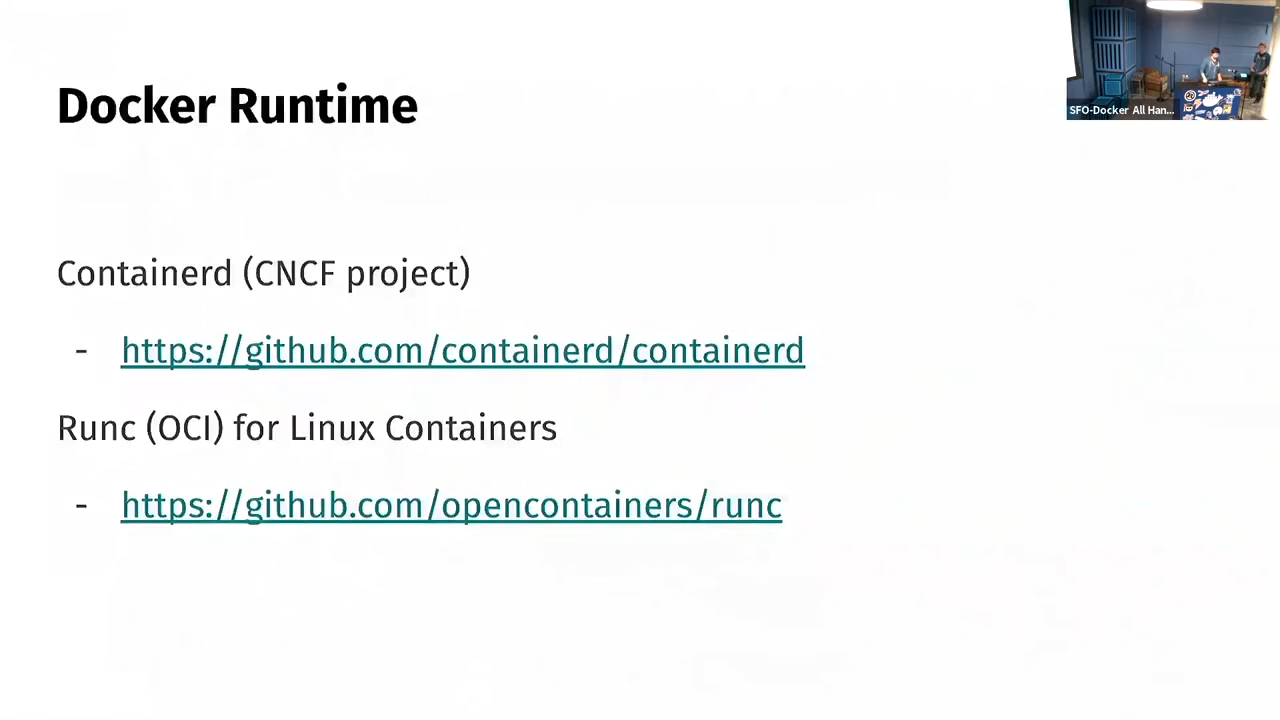 Docker Runtime
SFO-Docker All Han...
Containerd (CNCF project)
- https://github.com/containerd/containerd
Runc (OCI) for Linux Containers
- https://github.com/opencontainers/runc